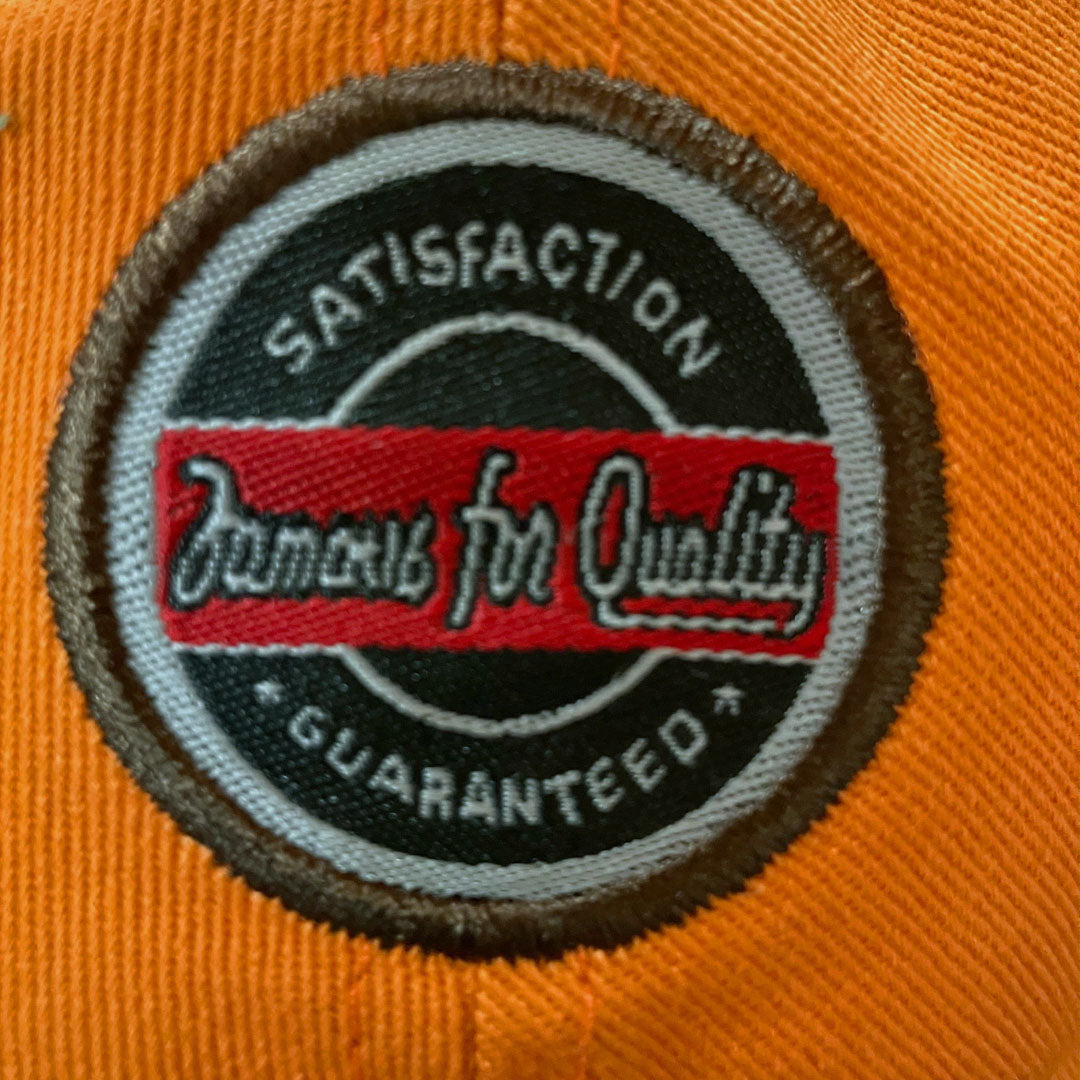 SATISFACTION
Famous for Quality
GUARANTEED